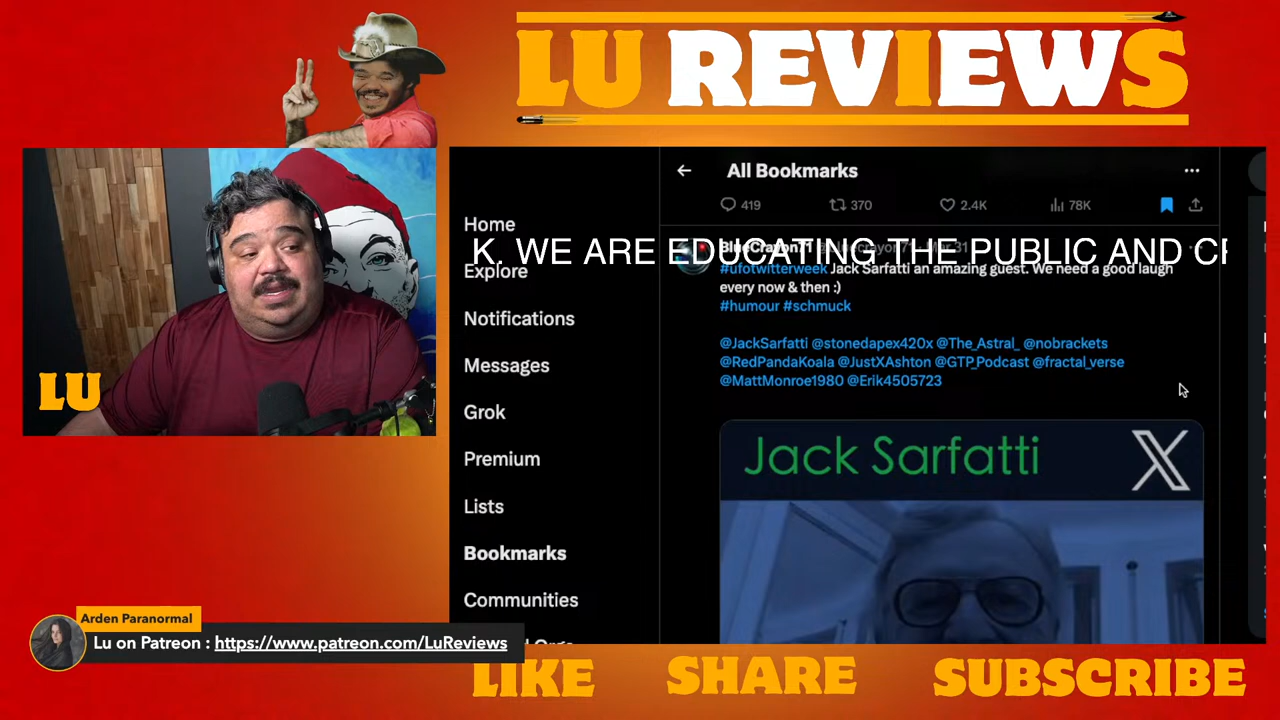 LU REVIEWS
LU
Home
Explore
Notifications
Messages
Grok
Premium
Lists
Bookmarks
Communities
All Bookmarks
419 370 2.4K 78K
K. WE ARE EDUCATING THE PUBLIC AND
BlueCrayon71
#ufotwitterweek Jack Sarfatti an amazing guest. We need a good laugh
every now & then :)
#humour #schmuck
@JackSarfatti @stonedapex420x @The_Astral_ @nobrackets
@RedPandaKoala @JustXAshton @GTP_Podcast @fractal_verse
@MattMonroe1980 @Erik4505723
Jack Sarfatti X
Arden Paranormal
Lu on Patreon : https://www.patreon.com/LuReviews
LIKE SHARE SUBSCRIBE